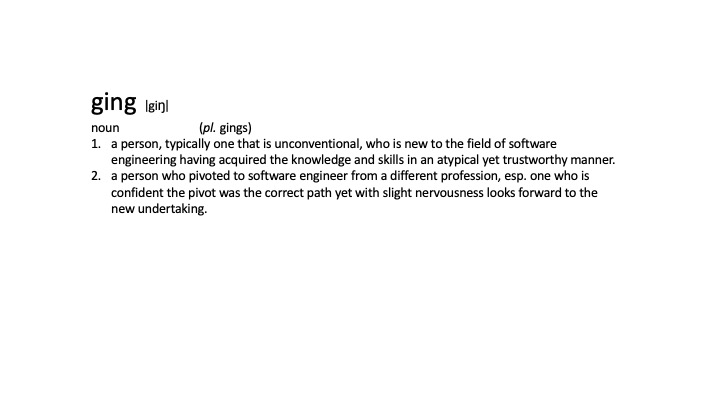 ging |giŋ|
noun (pl. gings)
1. a person, typically one that is unconventional, who is new to the field of software
engineering having acquired the knowledge and skills in an atypical yet trustworthy manner.
2. a person who pivoted to software engineer from a different profession, esp. one who is
confident the pivot was the correct path yet with slight nervousness looks forward to the
new undertaking.